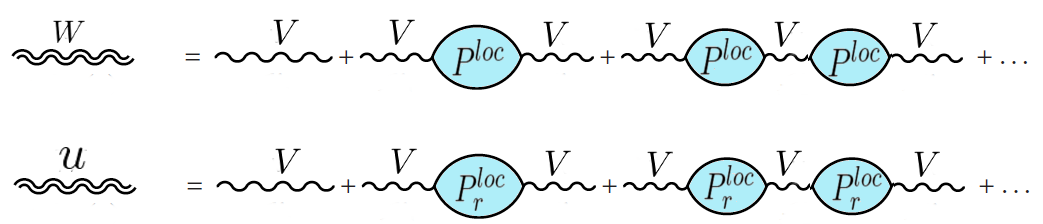 W = V + V P^{loc} V + V P^{loc} V P^{loc} V + ...
u = V + V P_r^{loc} V + V P_r^{loc} V P_r^{loc} V + ...